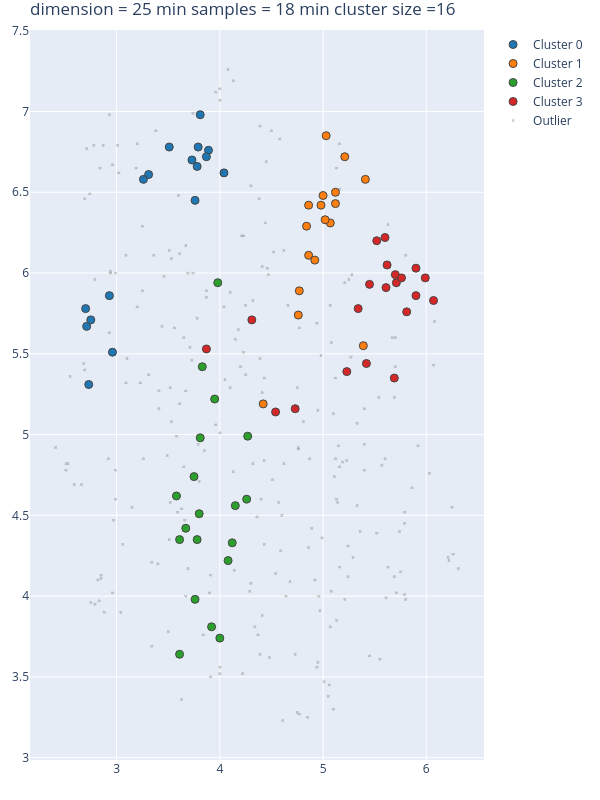 dimension = 25 min samples = 18 min cluster size =16
7.5
7
6.5
6
5.5
5
4.5
4
3.5
3
3
4
5
6
Cluster 0
Cluster 1
Cluster 2
Cluster 3
Outlier